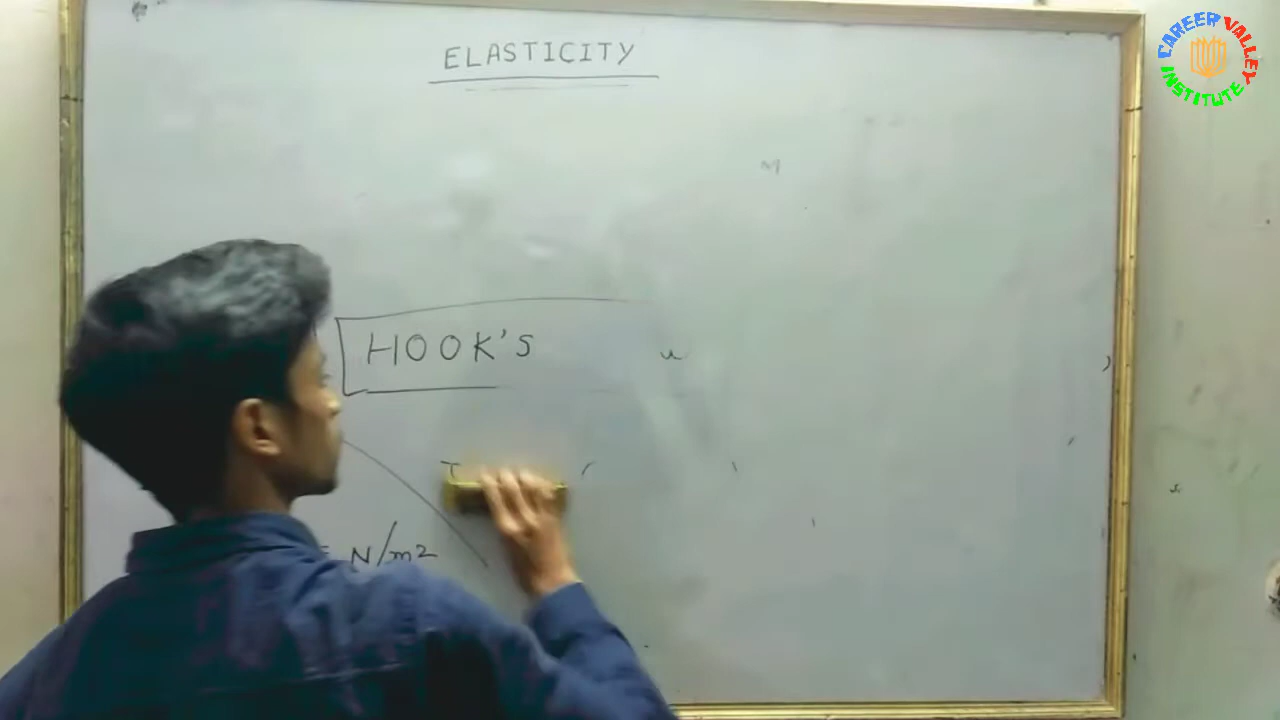 ELASTICITY
CAREER VALLEY INSTITUTE
M
HOOK'S
u
T
N/m2